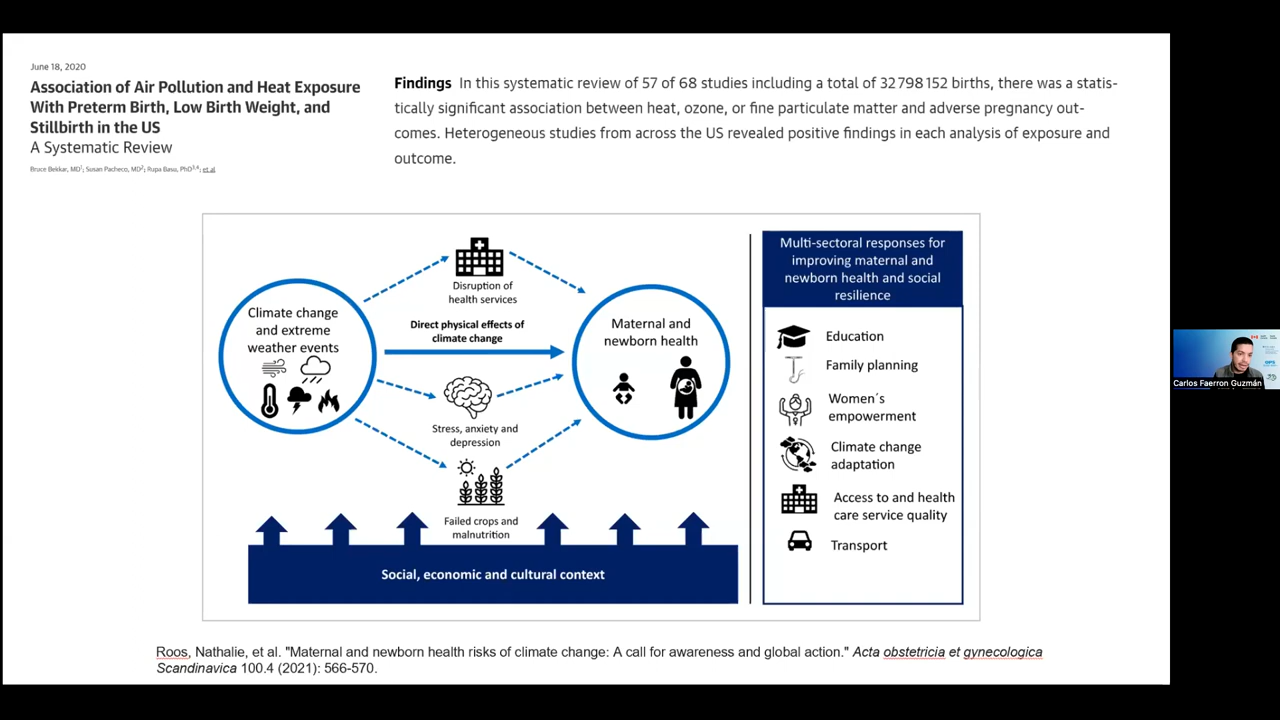 June 18, 2020
Association of Air Pollution and Heat Exposure
With Preterm Birth, Low Birth Weight, and
Stillbirth in the US
A Systematic Review
Bruce Bekkar, MD1; Susan Pacheco, MD2; Rupa Basu, PhD3,4; et al
Findings In this systematic review of 57 of 68 studies including a total of 32 798 152 births, there was a statis-
tically significant association between heat, ozone, or fine particulate matter and adverse pregnancy out-
comes. Heterogeneous studies from across the US revealed positive findings in each analysis of exposure and
outcome.
Climate change
and extreme
weather events
Disruption of
health services
Direct physical effects of
climate change
Stress, anxiety and
depression
Failed crops and
malnutrition
Maternal and
newborn health
Social, economic and cultural context
Multi-sectoral responses for
improving maternal and
newborn health and social
resilience
Education
Family planning
Women´s
empowerment
Climate change
adaptation
Access to and health
care service quality
Transport
Roos, Nathalie, et al. "Maternal and newborn health risks of climate change: A call for awareness and global action." Acta obstetricia et gynecologica
Scandinavica 100.4 (2021): 566-570.
Carlos Faerron Guzmán